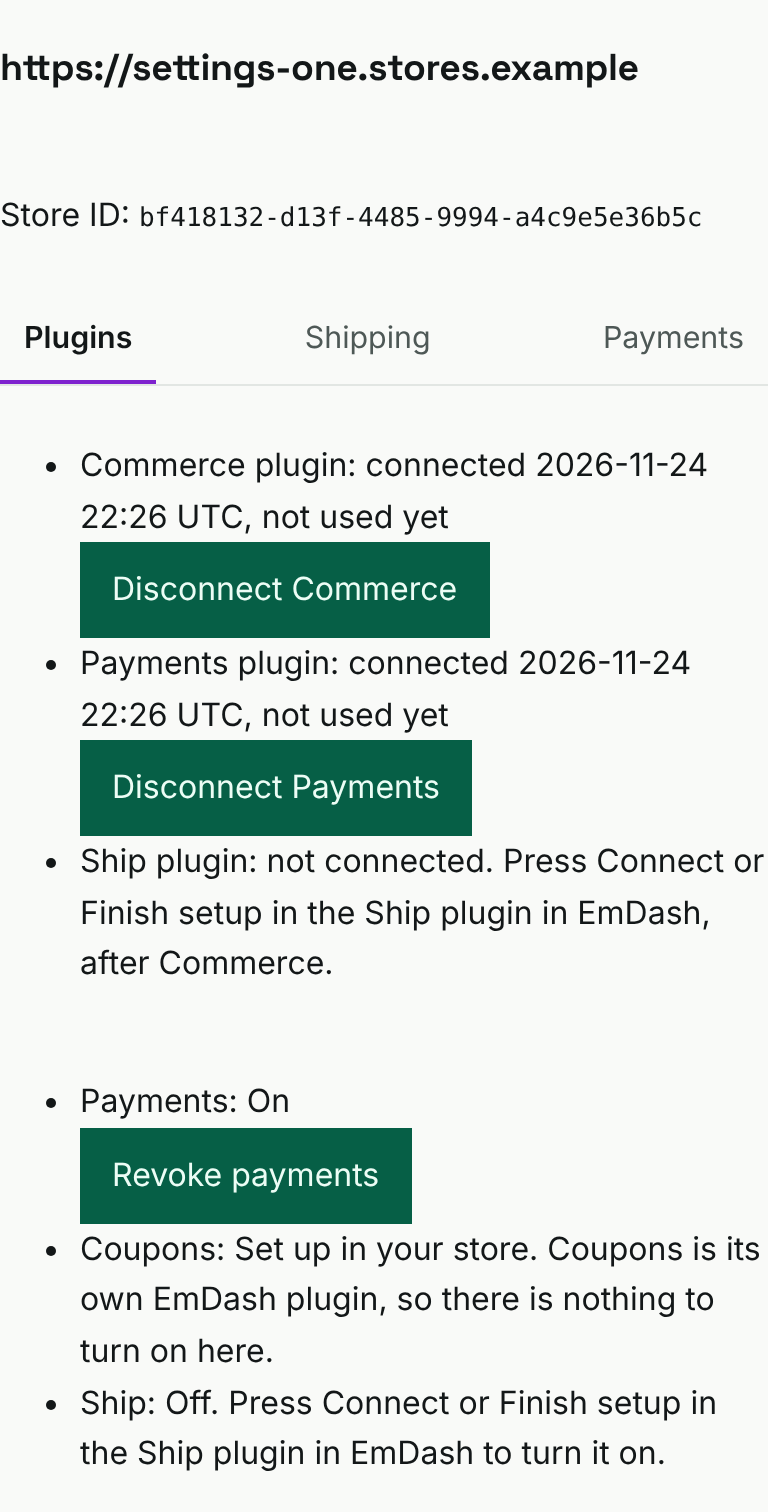 https://settings-one.stores.example
Store ID: bf418132-d13f-4485-9994-a4c9e5e36b5c
Plugins Shipping Payments
• Commerce plugin: connected 2026-11-24
22:26 UTC, not used yet
Disconnect Commerce
• Payments plugin: connected 2026-11-24
22:26 UTC, not used yet
Disconnect Payments
• Ship plugin: not connected. Press Connect or
Finish setup in the Ship plugin in EmDash,
after Commerce.
• Payments: On
Revoke payments
• Coupons: Set up in your store. Coupons is its
own EmDash plugin, so there is nothing to
turn on here.
• Ship: Off. Press Connect or Finish setup in
the Ship plugin in EmDash to turn it on.